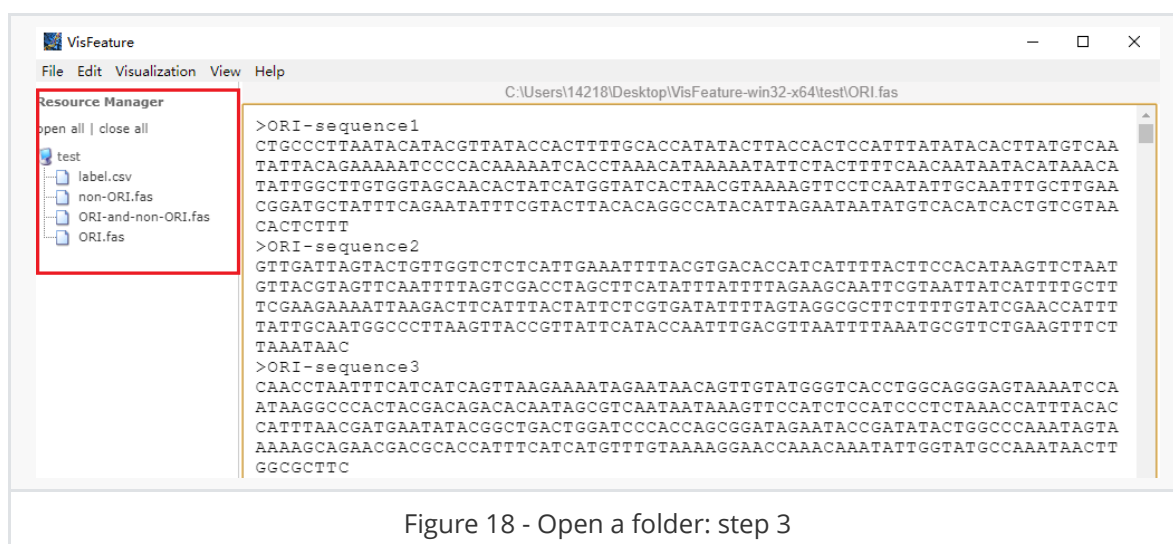 VisFeature
File Edit Visualization View Help
C:\Users\14218\Desktop\VisFeature-win32-x64\test\ORI.fas
Resource Manager
open all | close all
test
label.csv
non-ORI.fas
ORI-and-non-ORI.fas
ORI.fas
>ORI-sequence1
CTGCCCTTAATACATACGTTATACCACTTTTGCACCATATACTTACCACTCCATTTATATACACTTATGTCAA
TATTACAGAAAAATCCCCACAAAAATCACCTAAACATAAAAATATTCTACTTTTCAACAATAATACATAAACA
TATTGGCTTGTGGTAGCAACACTATCATGGTATCACTAACGTAAAAGTTCCTCAATATTGCAATTTGCTTGAA
CGGATGCTATTTCAGAATATTTCGTACTTACACAGGCCATACATTAGAATAATATGTCACATCACTGTCGTAA
CACTCTTT
>ORI-sequence2
GTTGATTAGTACTGTTGGTCTCTCATTGAAATTTTACGTGACACCATCATTTTACTTCCACATAAGTTCTAAT
GTTACGTAGTTCAATTTTAGTCGACCTAGCTTCATATTTATTTTAGAAGCAATTCGTAATTATCATTTTGCTT
TCGAAGAAAATTAAGACTTCATTTACTATTCTCGTGATATTTTAGTAGGCGCTTCTTTTGTATCGAACCATTT
TATTGCAATGGCCCTTAAGTTACCGTTATTCATACCAATTTGACGTTAATTTTAAATGCGTTCTGAAGTTTCT
TAAATAAC
>ORI-sequence3
CAACCTAATTTCATCATCAGTTAAGAAAATAGAATAACAGTTGTATGGGTCACCTGGCAGGGAGTAAAATCCA
ATAAGGCCCACTACGACAGACACAATAGCGTCAATAATAAAGTTCCATCTCCATCCCTCTAAACCATTTACAC
CATTTAACGATGAATATACGGCTGACTGGATCCCACCAGCGGATAGAATACCGATATACTGGCCCAAATAGTA
AAAAGCAGAACGACGCACCATTTCATCATGTTTGTAAAAGGAACCAAACAAATATTGGTATGCCAAATAACTT
GGCGCTTC
Figure 18 - Open a folder: step 3